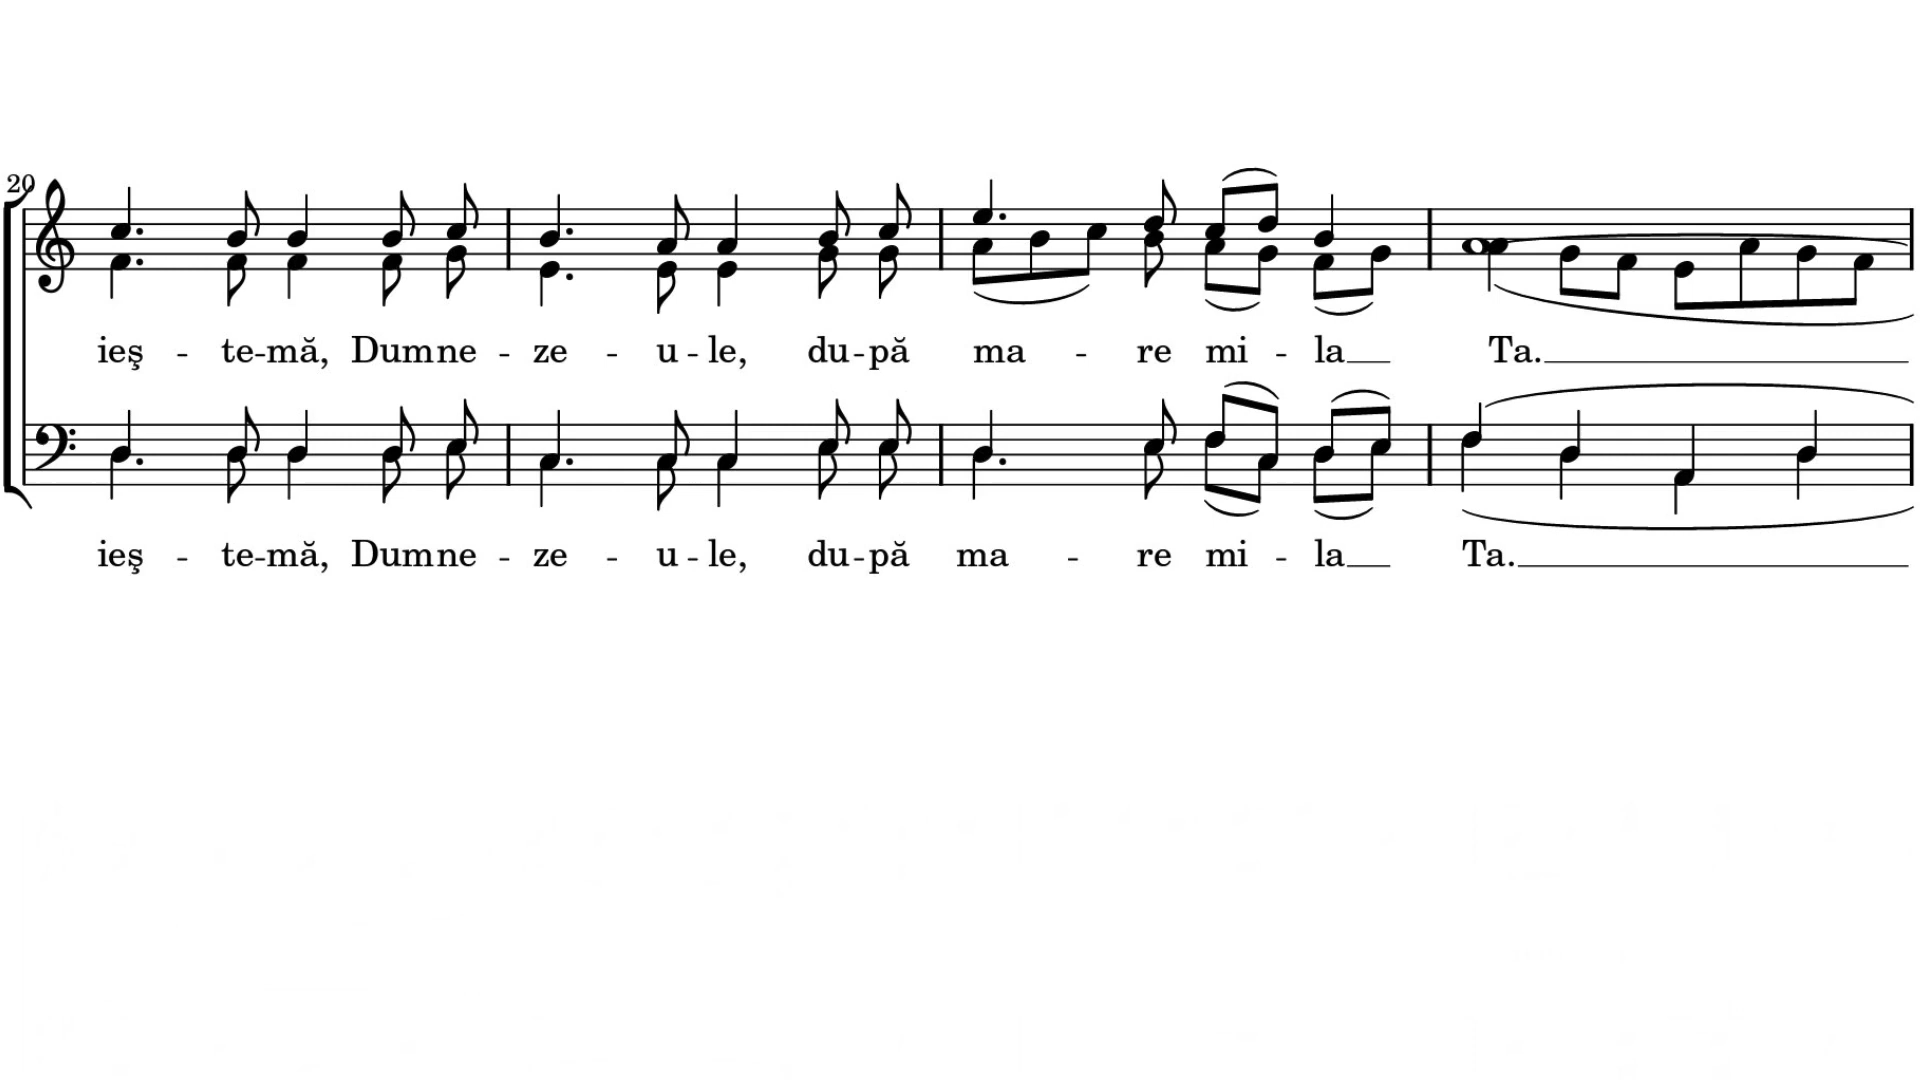 20
ieş - te-mă, Dumne - ze - u - le, du-pă ma - re mi - la Ta.
ieş - te-mă, Dumne - ze - u - le, du-pă ma - re mi - la Ta.